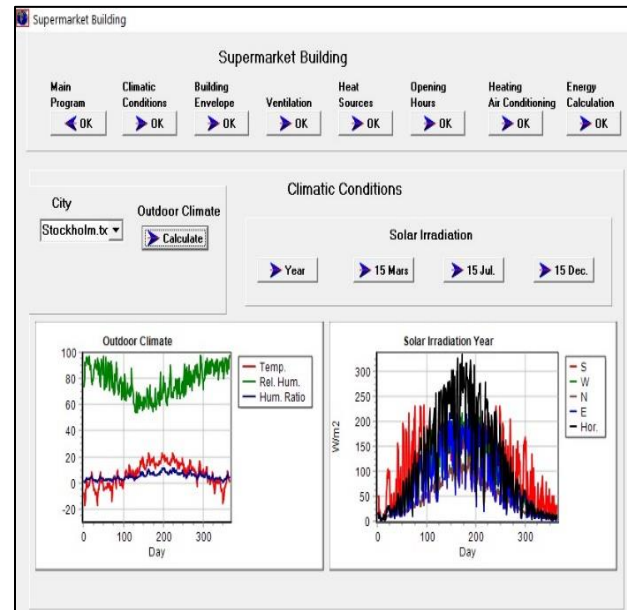 Supermarket Building
Supermarket Building
Main Program
Climatic Conditions
Building Envelope
Ventilation
Heat Sources
Opening Hours
Heating Air Conditioning
Energy Calculation
OK
OK
OK
OK
OK
OK
OK
OK
Climatic Conditions
City
Outdoor Climate
Stockholm.tx
Calculate
Solar Irradiation
Year
15 Mars
15 Jul.
15 Dec.
Outdoor Climate
100
80
60
40
20
0
-20
0
100
200
300
Day
Temp.
Rel. Hum.
Hum. Ratio
Solar Irradiation Year
W/m2
300
250
200
150
100
50
0
0
100
200
300
Day
S
W
N
E
Hor.